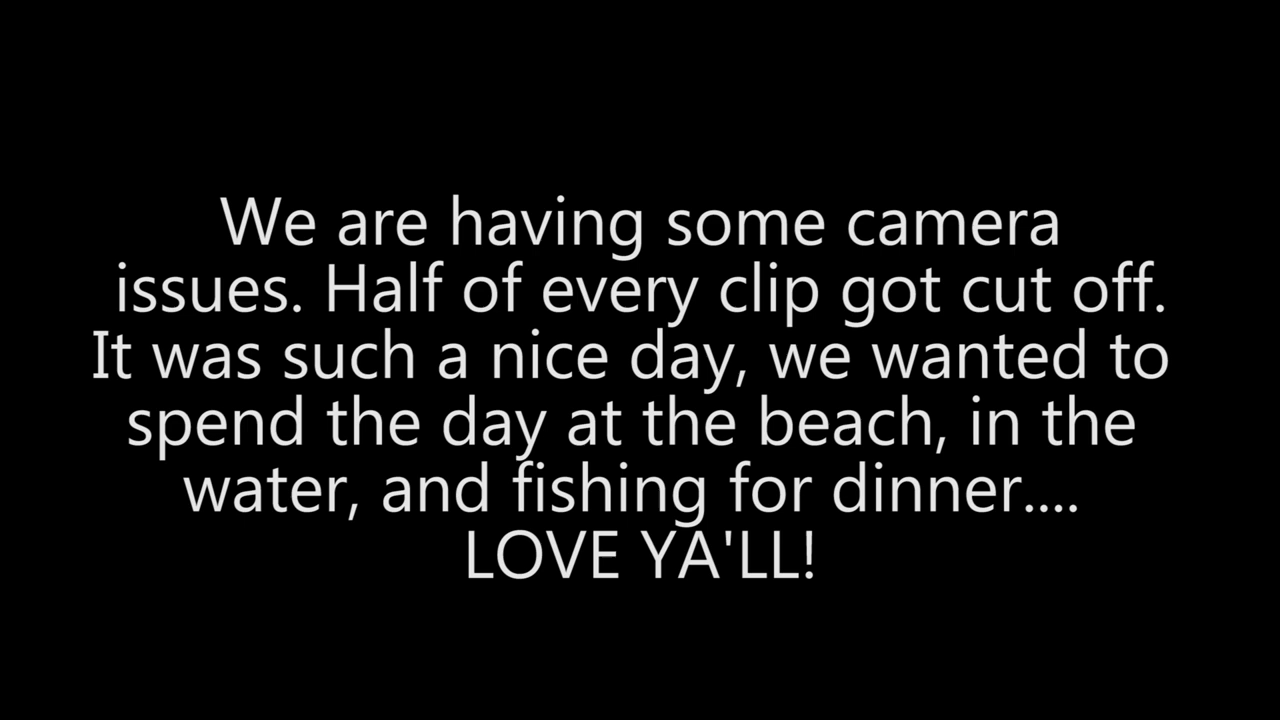 We are having some camera
issues. Half of every clip got cut off.
It was such a nice day, we wanted to
spend the day at the beach, in the
water, and fishing for dinner....
LOVE YA'LL!